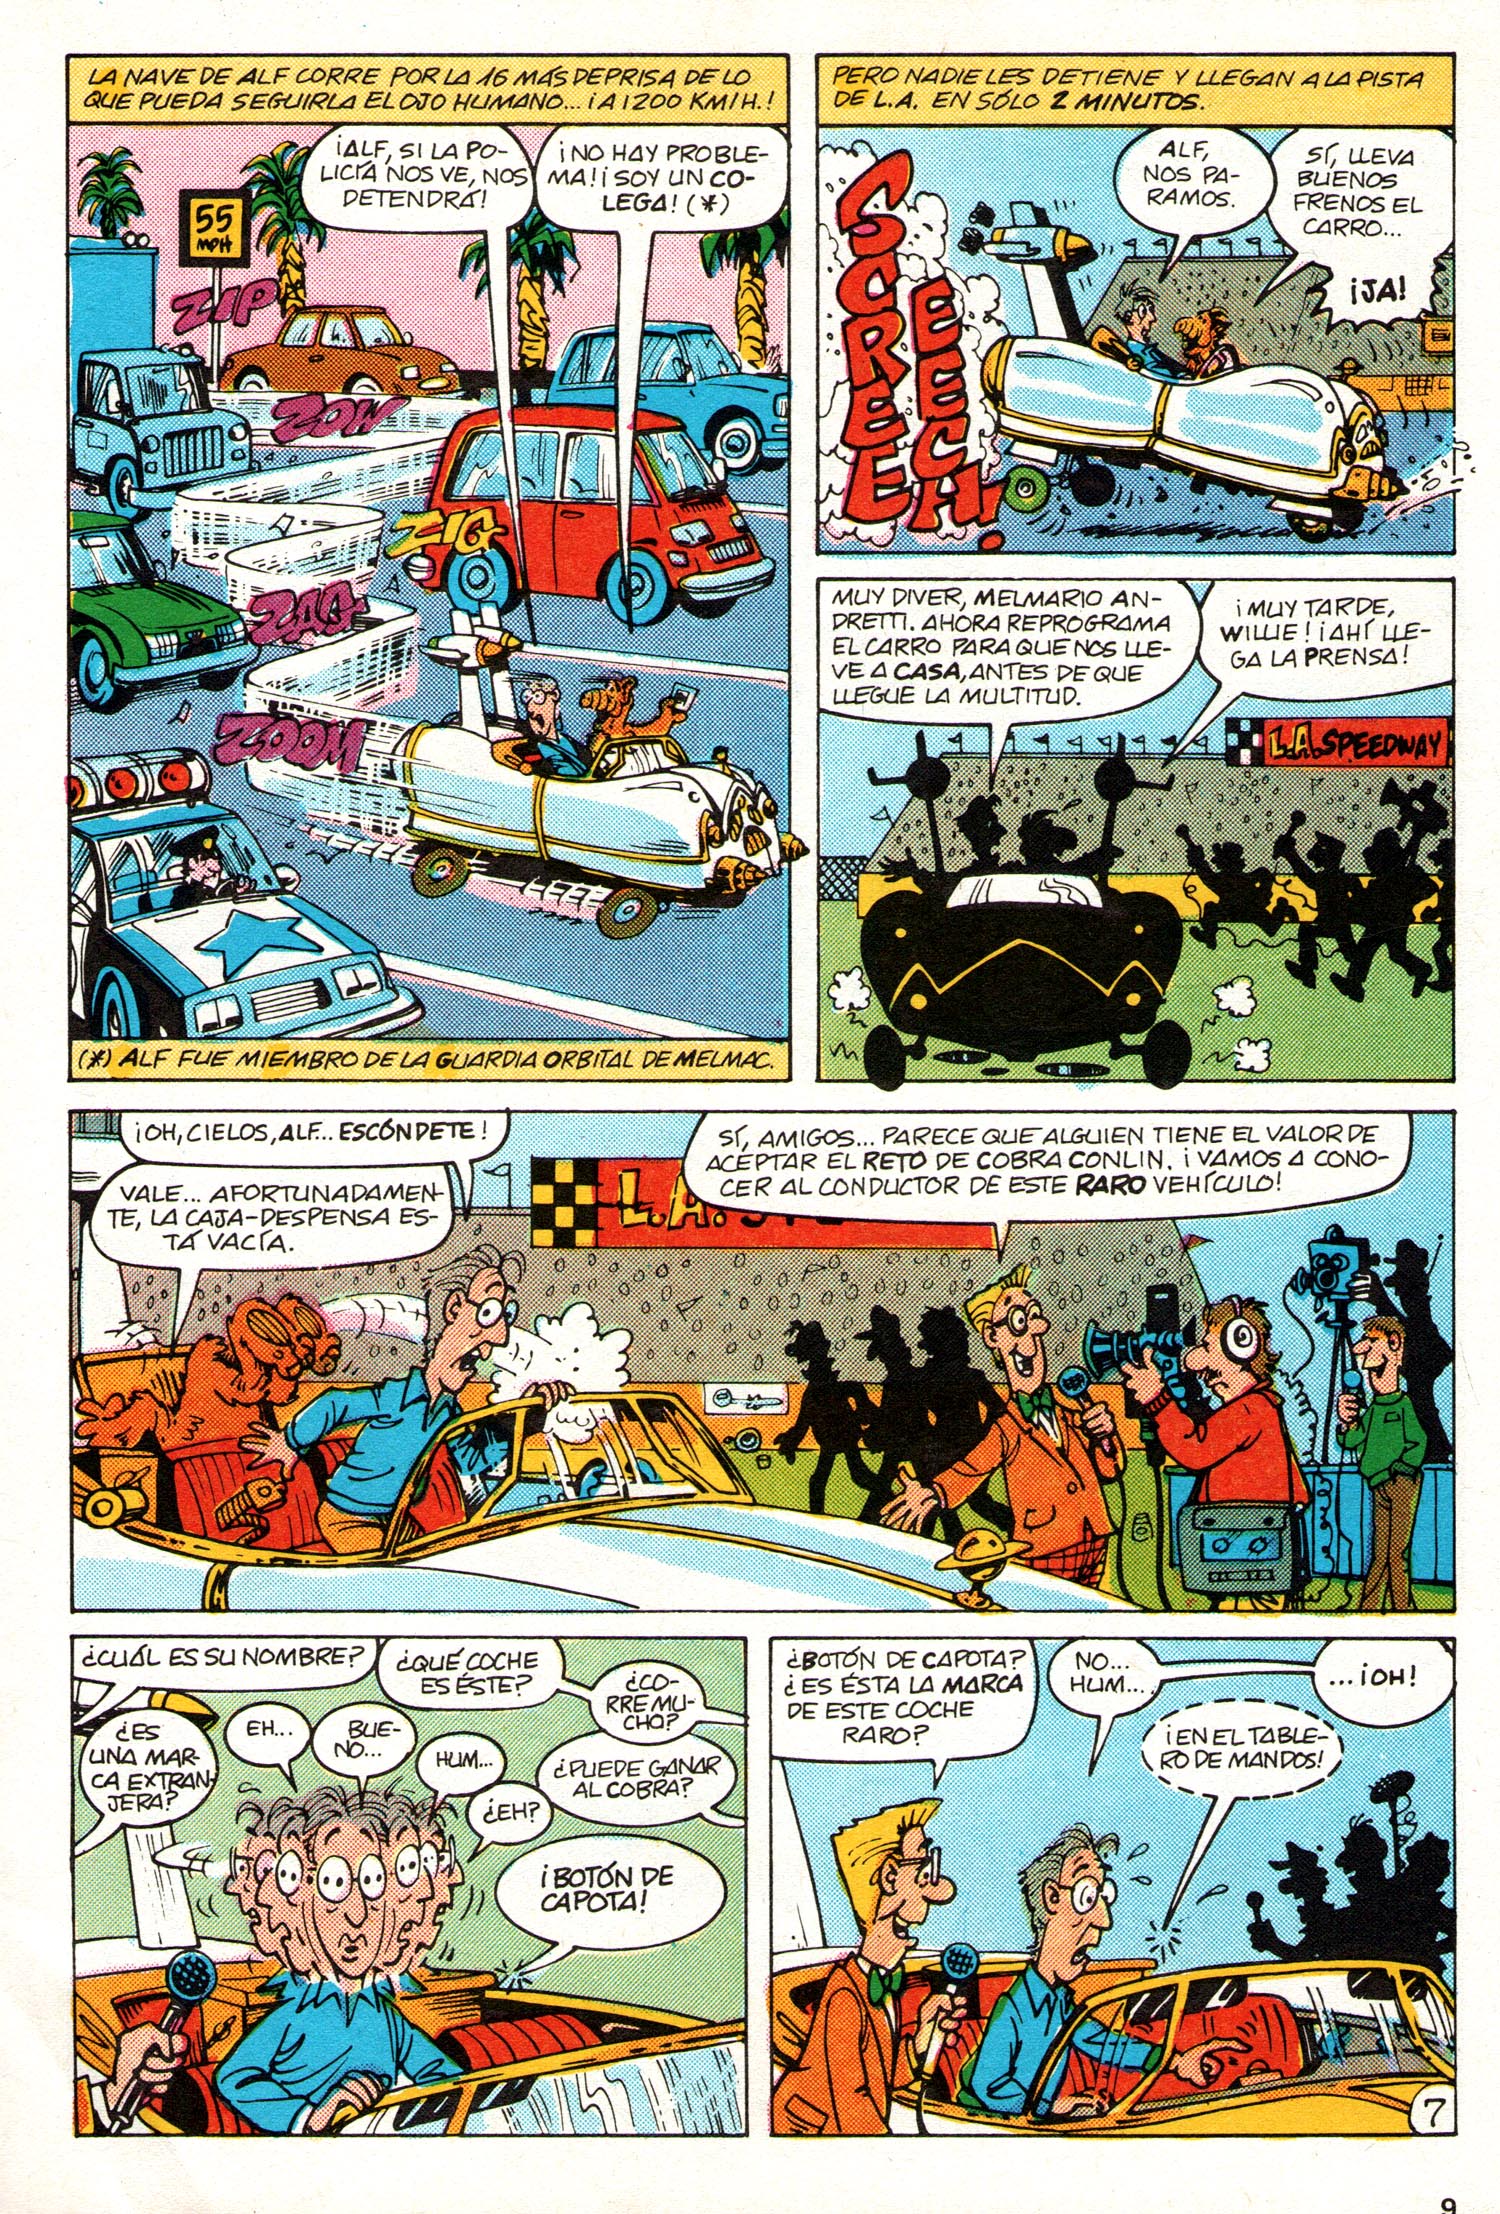 LA NAVE DE ALF CORRE POR LA 16 MÁS DEPRISA DE LO
QUE PUEDA SEGUIRLA EL OJO HUMANO... ¡A 1200 KM/H.!
¡ALF, SI LA PO-
LICÍA NOS VE, NOS
DETENDRÁ!
¡NO HAY PROBLE-
MA! ¡SOY UN CO-
LEGA! (*)
55
MPH
ZIP
ZOW
ZIG
ZAG
ZOOM
(*) ALF FUE MIEMBRO DE LA GUARDIA ORBITAL DE MELMAC.
PERO NADIE LES DETIENE Y LLEGAN A LA PISTA
DE L.A. EN SÓLO 2 MINUTOS.
SCREEE
EEECH!
ALF,
NOS PA-
RAMOS.
SÍ, LLEVA
BUENOS
FRENOS EL
CARRO...
¡JA!
MUY DIVER, MELMARIO AN-
DRETTI. AHORA REPROGRAMA
EL CARRO PARA QUE NOS LLE-
VE A CASA, ANTES DE QUE
LLEGUE LA MULTITUD.
¡MUY TARDE,
WILLIE! ¡AHÍ LLE-
GA LA PRENSA!
L.A. SPEEDWAY
¡OH, CIELOS, ALF... ESCÓNDETE!
VALE... AFORTUNADAMEN-
TE, LA CAJA-DESPENSA ES-
TÁ VACÍA.
SÍ, AMIGOS... PARECE QUE ALGUIEN TIENE EL VALOR DE
ACEPTAR EL RETO DE COBRA CONLIN. ¡VAMOS A CONO-
CER AL CONDUCTOR DE ESTE RARO VEHÍCULO!
L.A. SPE
¿CUÁL ES SU NOMBRE?
¿QUÉ COCHE
ES ÉSTE?
¿CO-
RRE MU-
CHO?
¿ES
UNA MAR-
CA EXTRAN-
JERA?
EH...
BUE-
NO...
HUM...
¿EH?
¿PUEDE GANAR
AL COBRA?
¡BOTÓN DE
CAPOTA!
¿BOTÓN DE CAPOTA?
¿ES ÉSTA LA MARCA
DE ESTE COCHE
RARO?
NO...
HUM...
...¡OH!
¡EN EL TABLE-
RO DE MANDOS!
7
9